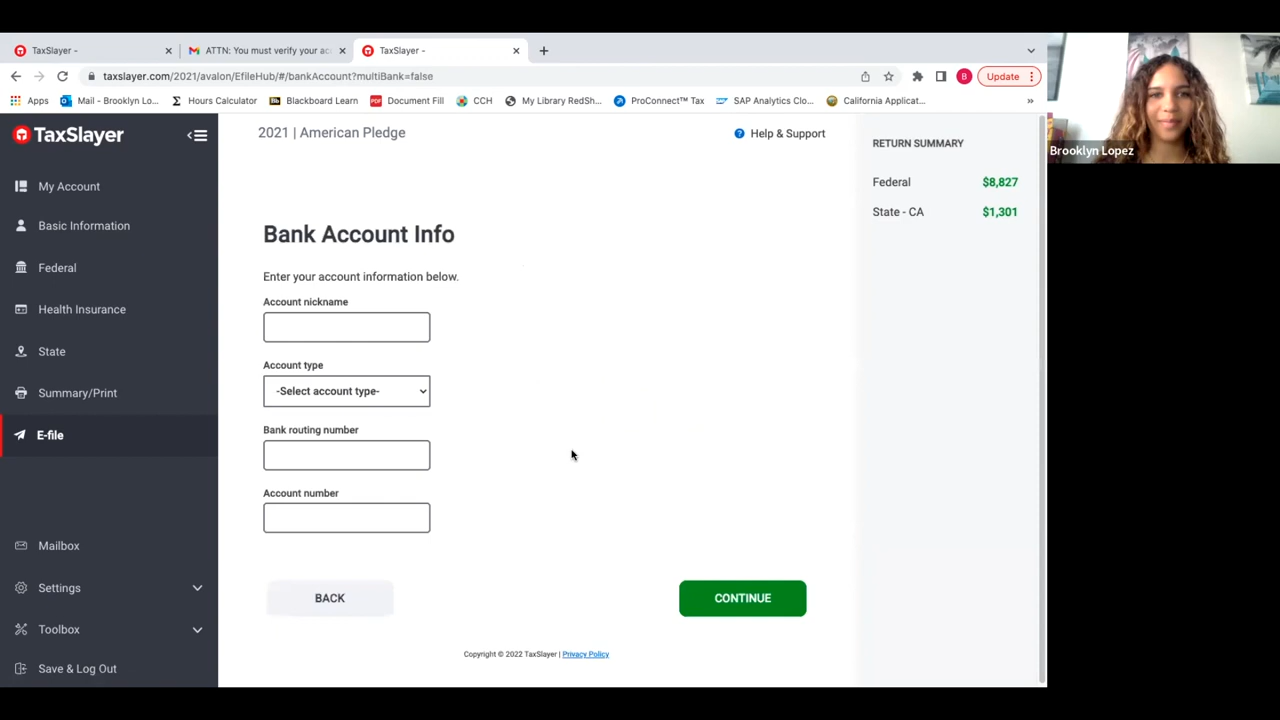 TaxSlayer -
ATTN: You must verify your acc
TaxSlayer -
taxslayer.com/2021/avalon/EfileHub/#/bankAccount?multiBank=false
B
Update
Apps
Mail - Brooklyn Lo...
Hours Calculator
Bb
Blackboard Learn
PDF
Document Fill
CCH
My Library RedSh...
ProConnect™ Tax
SAP Analytics Clo...
California Applicat...
»
TaxSlayer
2021 | American Pledge
Help & Support
RETURN SUMMARY
Brooklyn Lopez
Federal $8,827
State - CA $1,301
My Account
Basic Information
Federal
Health Insurance
State
Summary/Print
E-file
Mailbox
Settings
Toolbox
Save & Log Out
Bank Account Info
Enter your account information below.
Account nickname
Account type
-Select account type-
Bank routing number
Account number
BACK
CONTINUE
Copyright © 2022 TaxSlayer | Privacy Policy